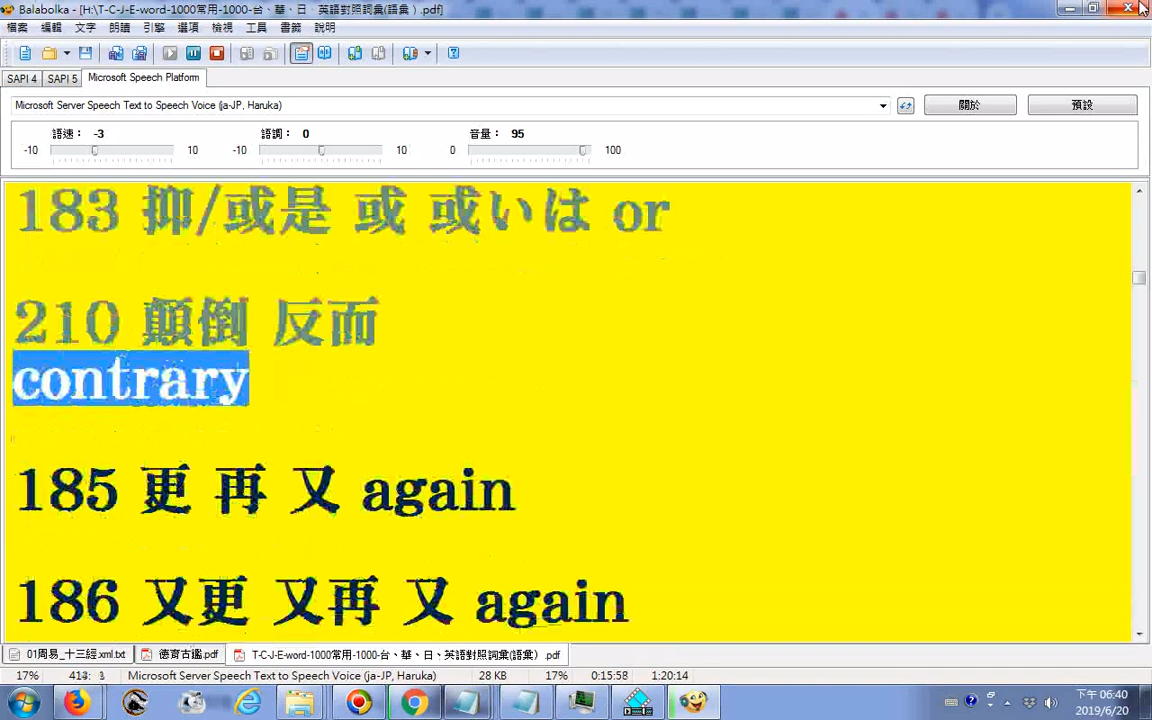 Balabolka - [H:\T-C-J-E-word-1000常用-1000-台、華、日、英語對照詞彙(語彙）.pdf]
檔案 編輯 文字 朗讀 引擎 選項 檢視 工具 書籤 說明
SAPI 4 SAPI 5 Microsoft Speech Platform
Microsoft Server Speech Text to Speech Voice (ja-JP, Haruka) 關於 預設
語速： -3 語調： 0 音量： 95
-10 10 -10 10 0 100
183 抑/或是 或 或いは or
210 顛倒 反而
contrary
185 更 再 又 again
186 又更 又再 又 again
01周易_十三經.xml.txt 德育古鑑.pdf T-C-J-E-word-1000常用-1000-台、華、日、英語對照詞彙(語彙）.pdf
17% Microsoft Server Speech Text to Speech Voice (ja-JP, Haruka) 17% 28 KB 0:15:58 1:20:14
下午 06:40
2019/6/20